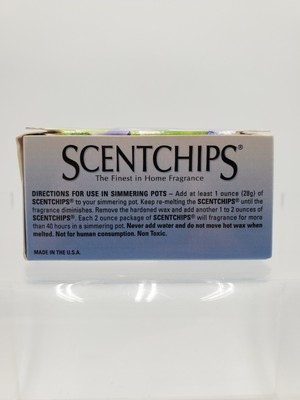 SCENTCHIPS®
The Finest in Home Fragrance
DIRECTIONS FOR USE IN SIMMERING POTS – Add at least 1 ounce (28g) of
SCENTCHIPS® to your simmering pot. Keep re-melting the SCENTCHIPS® until the
fragrance diminishes. Remove the hardened wax and add another 1 to 2 ounces of
SCENTCHIPS®. Each 2 ounce package of SCENTCHIPS® will fragrance for more
than 40 hours in a simmering pot. Never add water and do not move hot wax when
melted. Not for human consumption. Non Toxic.
MADE IN THE U.S.A.